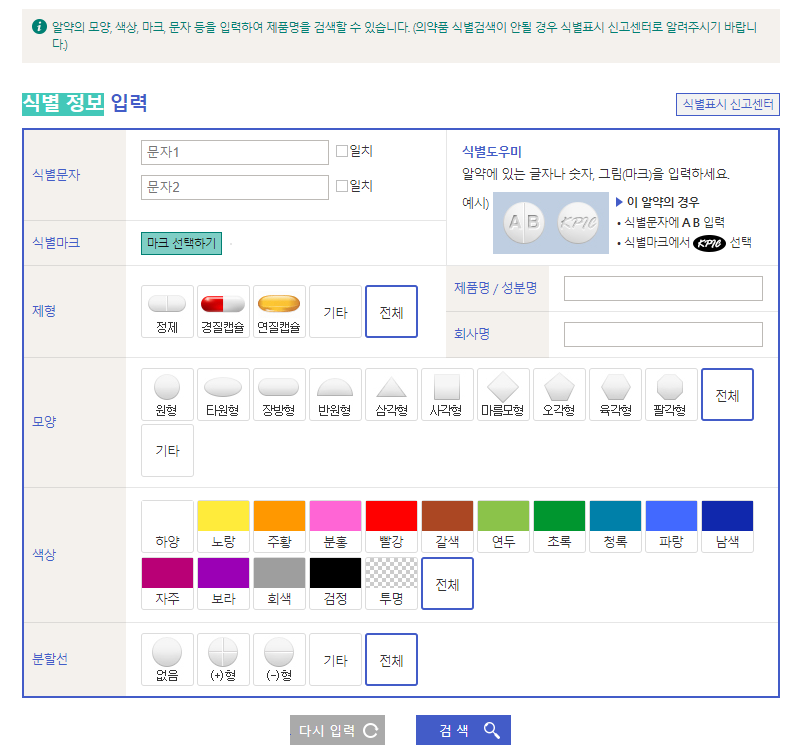 알약의 모양, 색상, 마크, 문자 등을 입력하여 제품명을 검색할 수 있습니다. (의약품 식별검색이 안될 경우 식별표시 신고센터로 알려주시기 바랍니
다.)
식별 정보 입력
식별표시 신고센터
식별문자
문자1
일치
문자2
일치
식별도우미
알약에 있는 글자나 숫자, 그림(마크)을 입력하세요.
예시)
A B
KPIC
이 알약의 경우
• 식별문자에 A B 입력
• 식별마크에서 KPIC 선택
식별마크
마크 선택하기
제형
정제
경질캡슐
연질캡슐
기타
전체
제품명 / 성분명
회사명
모양
원형
타원형
장방형
반원형
삼각형
사각형
마름모형
오각형
육각형
팔각형
전체
기타
색상
하양
노랑
주황
분홍
빨강
갈색
연두
초록
청록
파랑
남색
자주
보라
회색
검정
투명
전체
분할선
없음
(+)형
(-)형
기타
전체
다시 입력
검 색